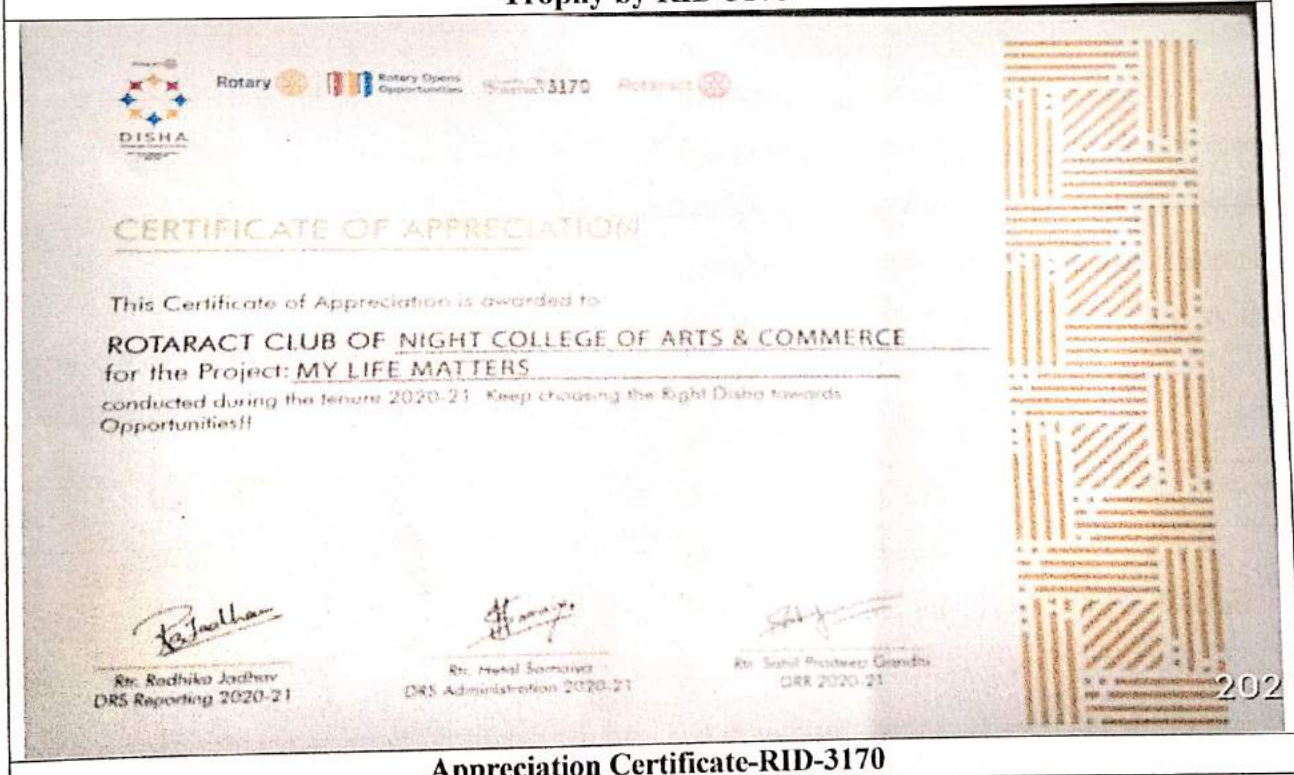 Trophy by RID-3170
DISHA
Rotary
Rotary Opens
Opportunities
District 3170
Rotaract
CERTIFICATE OF APPRECIATION
This Certificate of Appreciation is awarded to
ROTARACT CLUB OF NIGHT COLLEGE OF ARTS & COMMERCE
for the Project: MY LIFE MATTERS
conducted during the tenure 2020-21. Keep choosing the Right Disha towards
Opportunities!!
Rtr. Radhika Jadhav
DRS Reporting 2020-21
Rtr. Hetal Samaiya
DRS Administration 2020-21
Rtr. Sahil Pradeep Gandhi
DRR 2020-21
202
Appreciation Certificate-RID-3170